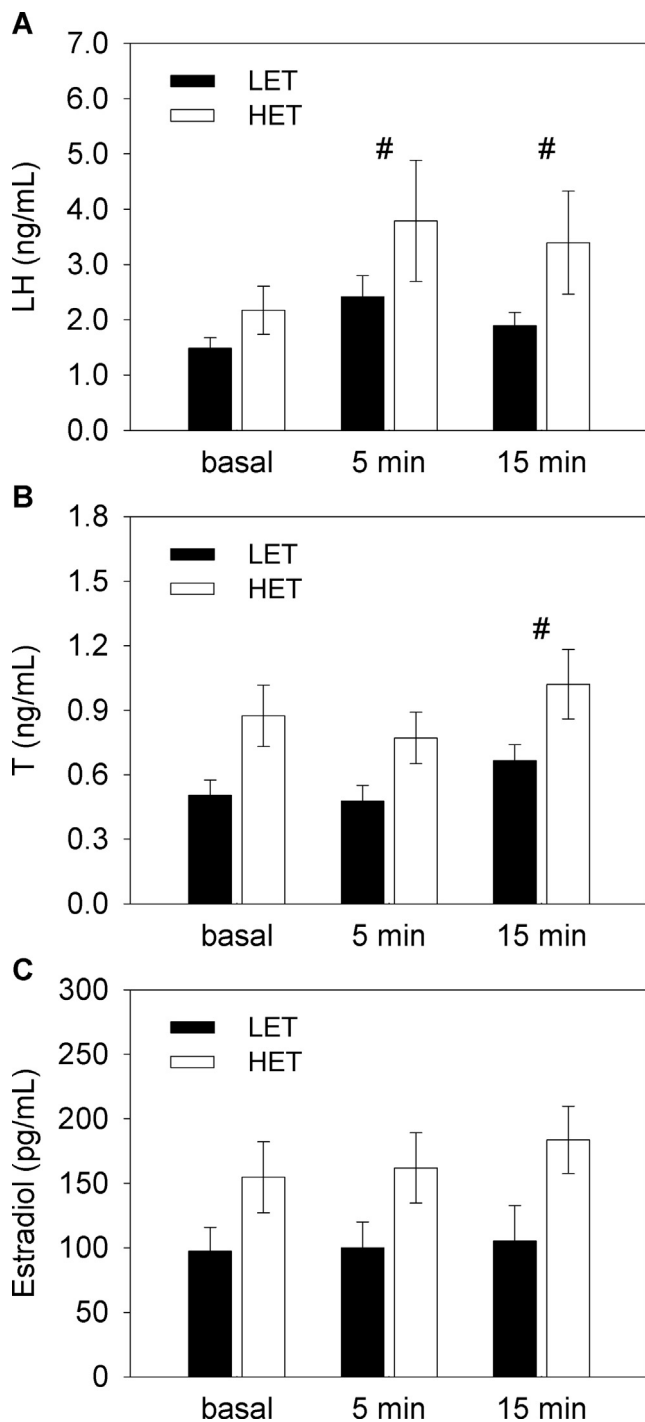 A
7.0
LET
6.0
HET
5.0
# #
4.0
LH (ng/mL)
3.0
2.0
1.0
0.0
basal 5 min 15 min
B
1.8
LET
1.5
HET
1.2
#
0.9
T (ng/mL)
0.6
0.3
0.0
basal 5 min 15 min
C
300
LET
250
HET
200
150
Estradiol (pg/mL)
100
50
0
basal 5 min 15 min